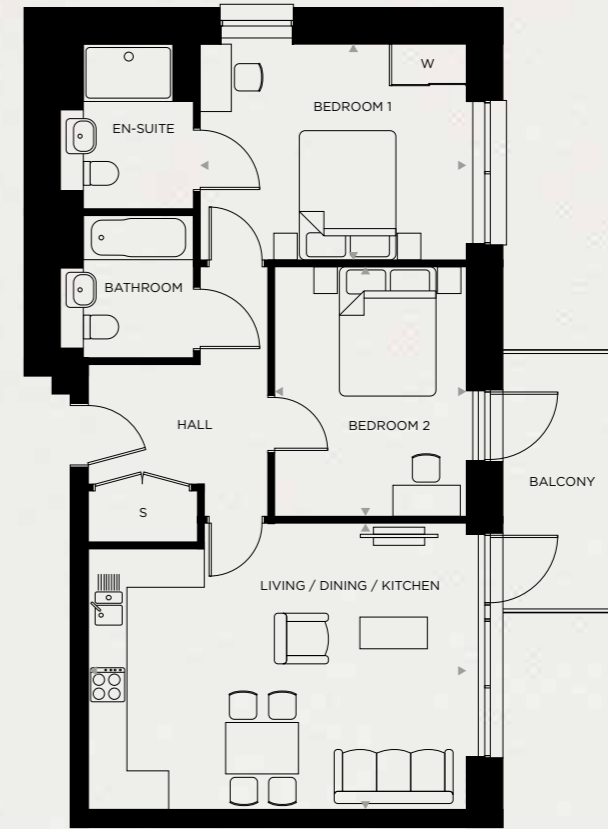 W
BEDROOM 1
EN-SUITE
BATHROOM
HALL
BEDROOM 2
BALCONY
S
LIVING / DINING / KITCHEN